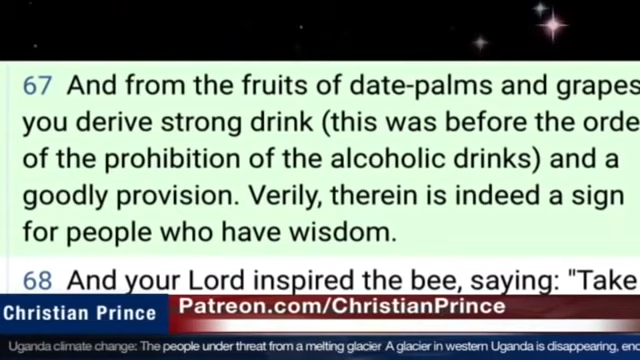 67 And from the fruits of date-palms and grapes
you derive strong drink (this was before the orde
of the prohibition of the alcoholic drinks) and a
goodly provision. Verily, therein is indeed a sign
for people who have wisdom.
68 And your Lord inspired the bee, saying: "Take
Christian Prince
Patreon.com/ChristianPrince
Uganda climate change: The people under threat from a melting glacier A glacier in western Uganda is disappearing, en